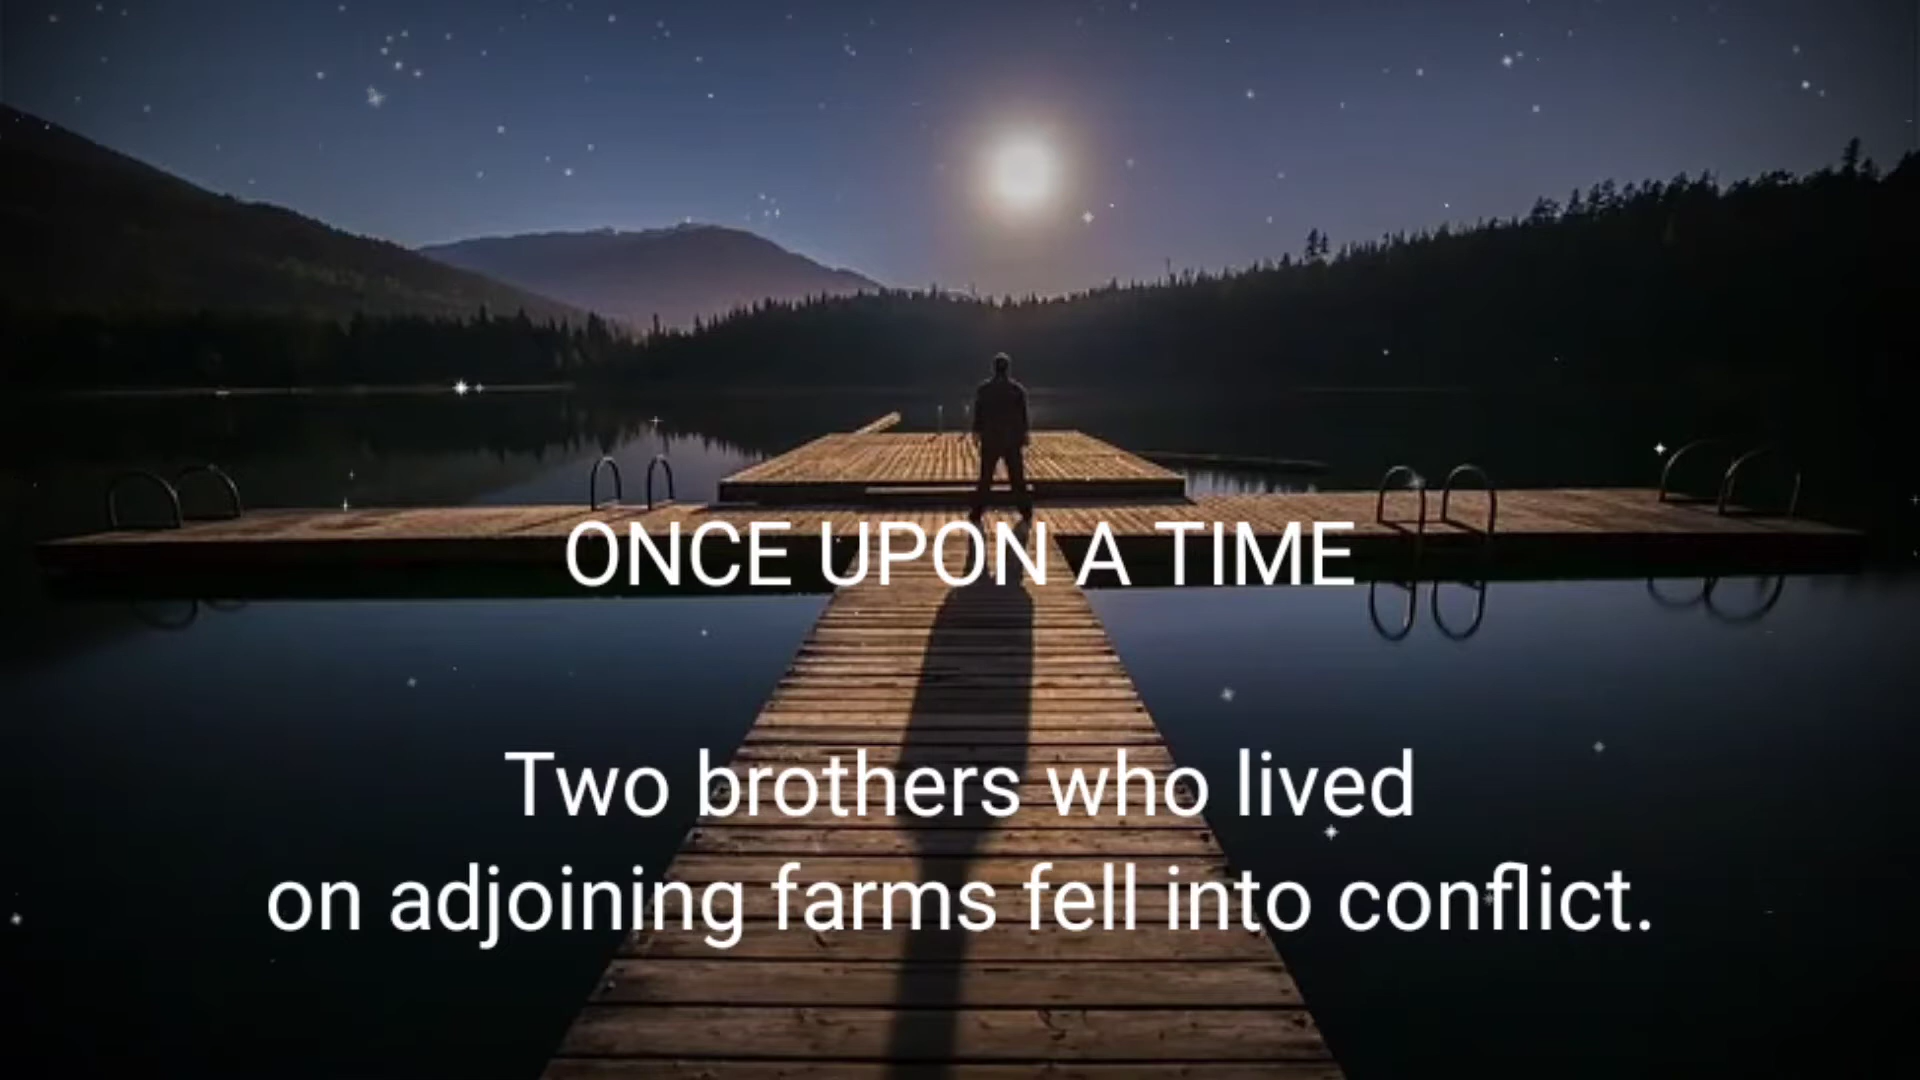 ONCE UPON A TIME
Two brothers who lived
on adjoining farms fell into conflict.